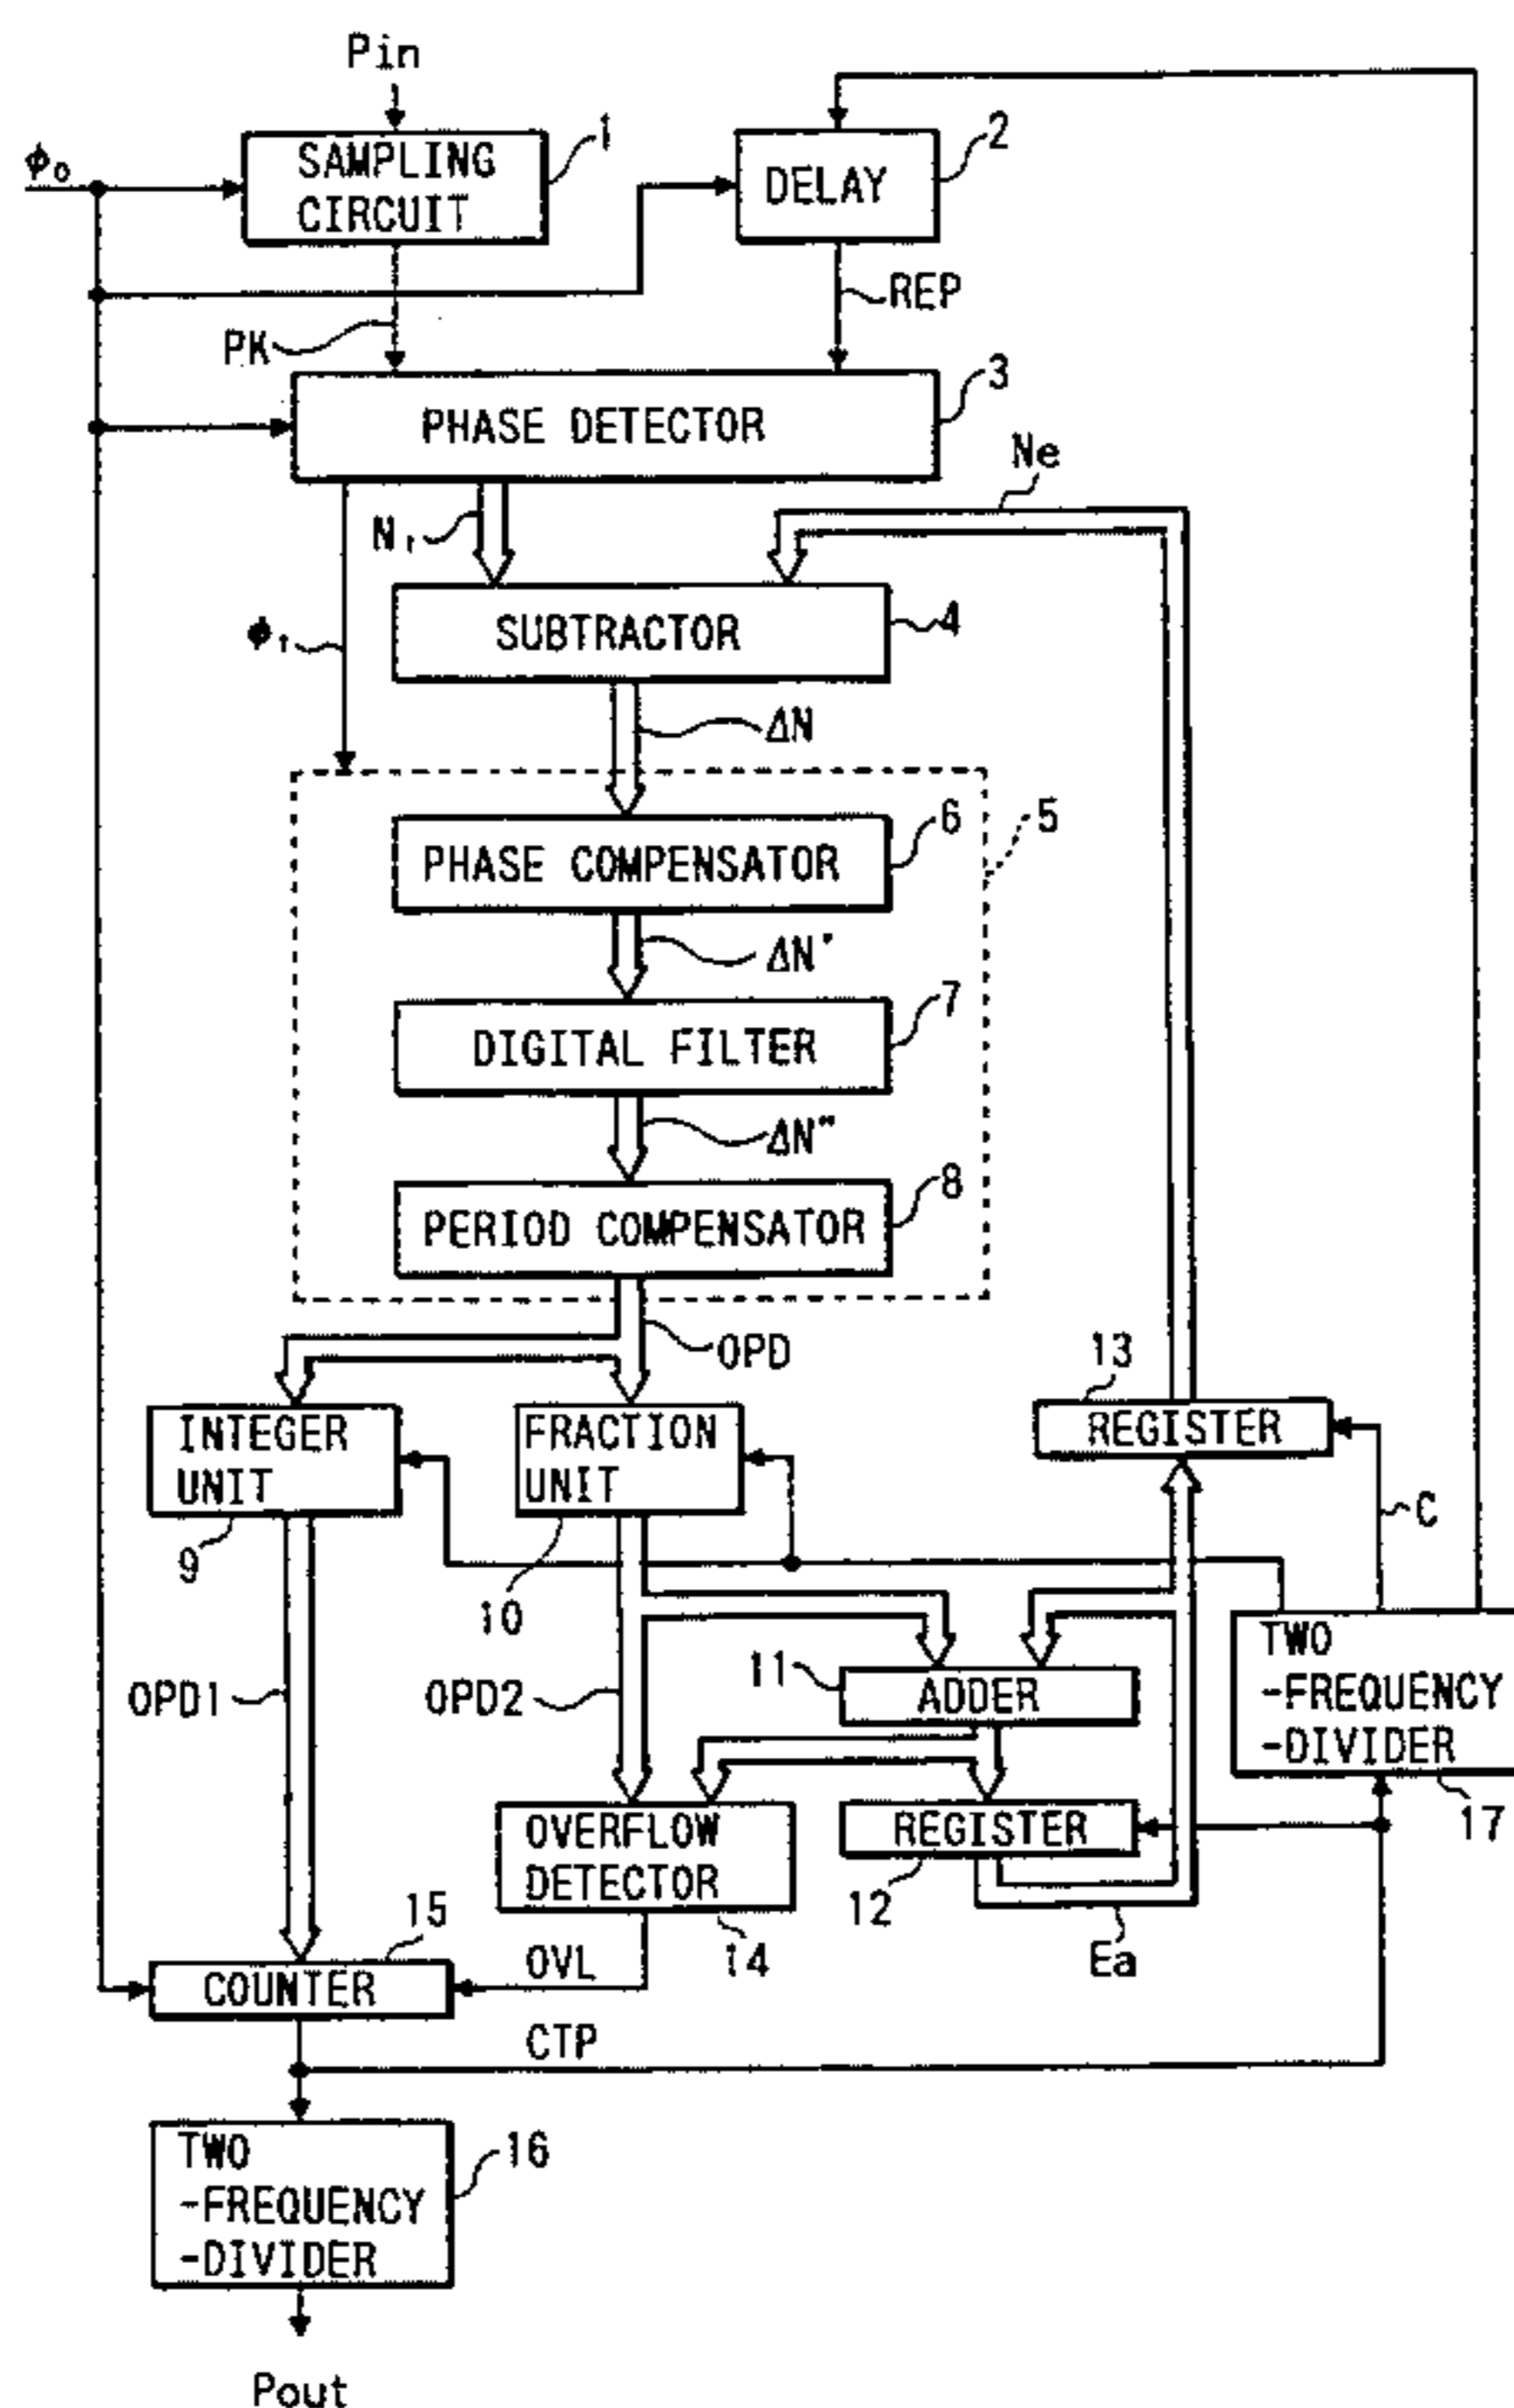 Pin
φ₀
SAMPLING
CIRCUIT
1
DELAY
2
PK
REP
PHASE DETECTOR
3
Ne
N₁
φ₁
SUBTRACTOR
4
ΔN
PHASE COMPENSATOR
6
5
ΔN'
DIGITAL FILTER
7
ΔN"
PERIOD COMPENSATOR
8
OPD
INTEGER
UNIT
9
FRACTION
UNIT
10
13
REGISTER
C
OPD1
OPD2
11
ADDER
TWO
-FREQUENCY
-DIVIDER
17
OVERFLOW
DETECTOR
14
REGISTER
12
Ea
15
COUNTER
OVL
CTP
TWO
-FREQUENCY
-DIVIDER
16
Pout